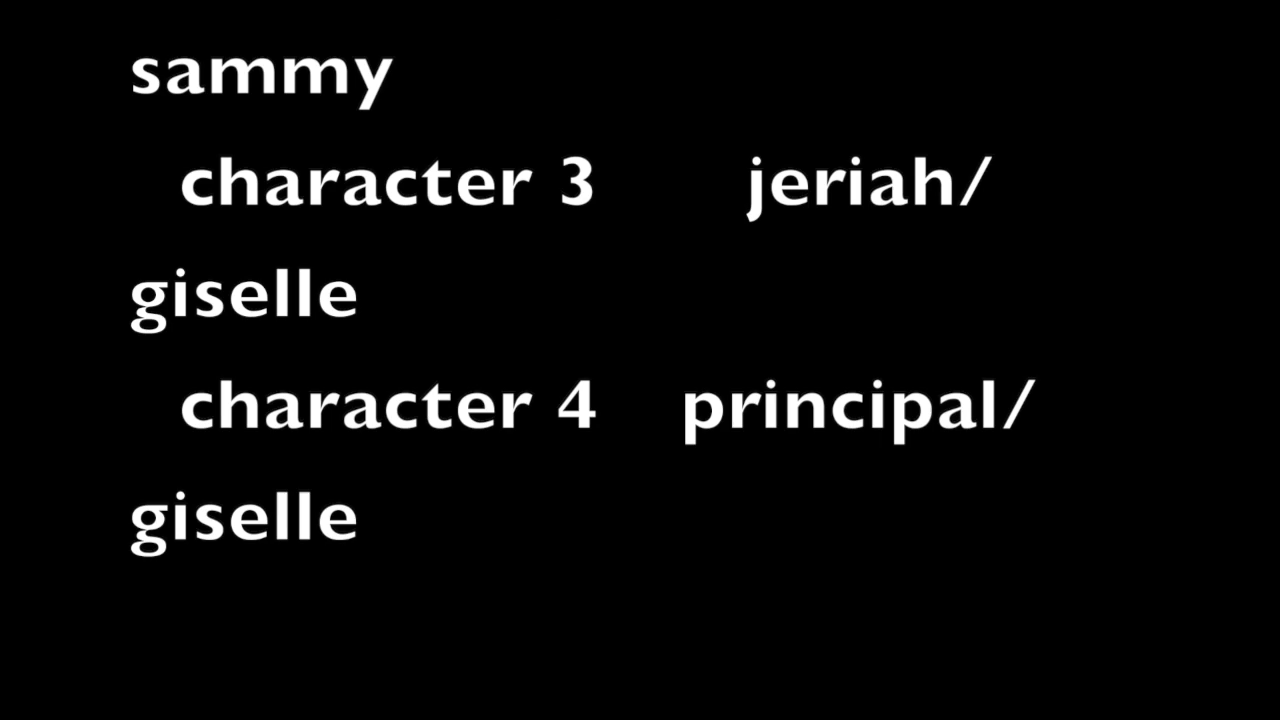 sammy
character 3 jeriah/
giselle
character 4 principal/
giselle